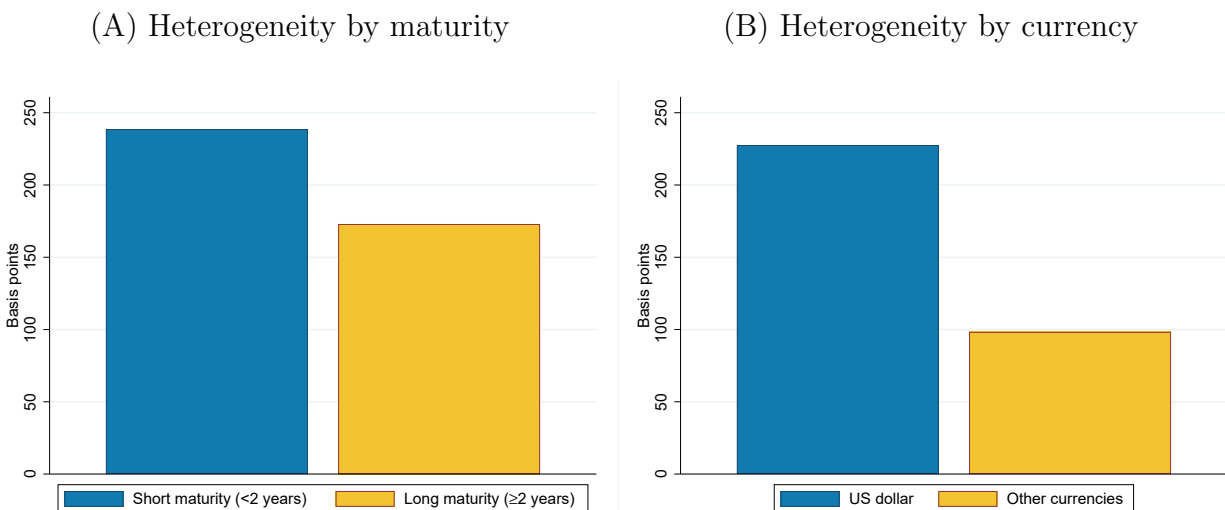 (A) Heterogeneity by maturity
Basis points
250
200
150
100
50
0
Short maturity (<2 years)
Long maturity (≥2 years)
(B) Heterogeneity by currency
Basis points
250
200
150
100
50
0
US dollar
Other currencies